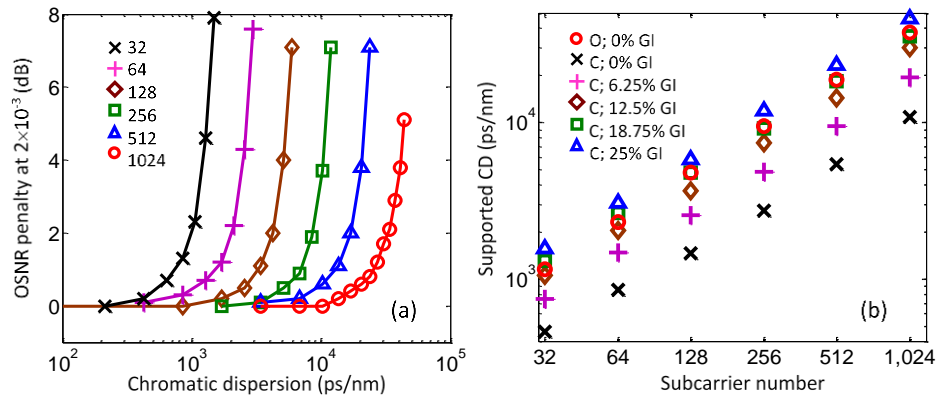 OSNR penalty at 2×10⁻³ (dB)
8
6
4
2
0
32
64
128
256
512
1024
(a)
10²
10³
10⁴
10⁵
Chromatic dispersion (ps/nm)
Supported CD (ps/nm)
10⁴
10³
O; 0% GI
C; 0% GI
C; 6.25% GI
C; 12.5% GI
C; 18.75% GI
C; 25% GI
(b)
32
64
128
256
512
1,024
Subcarrier number